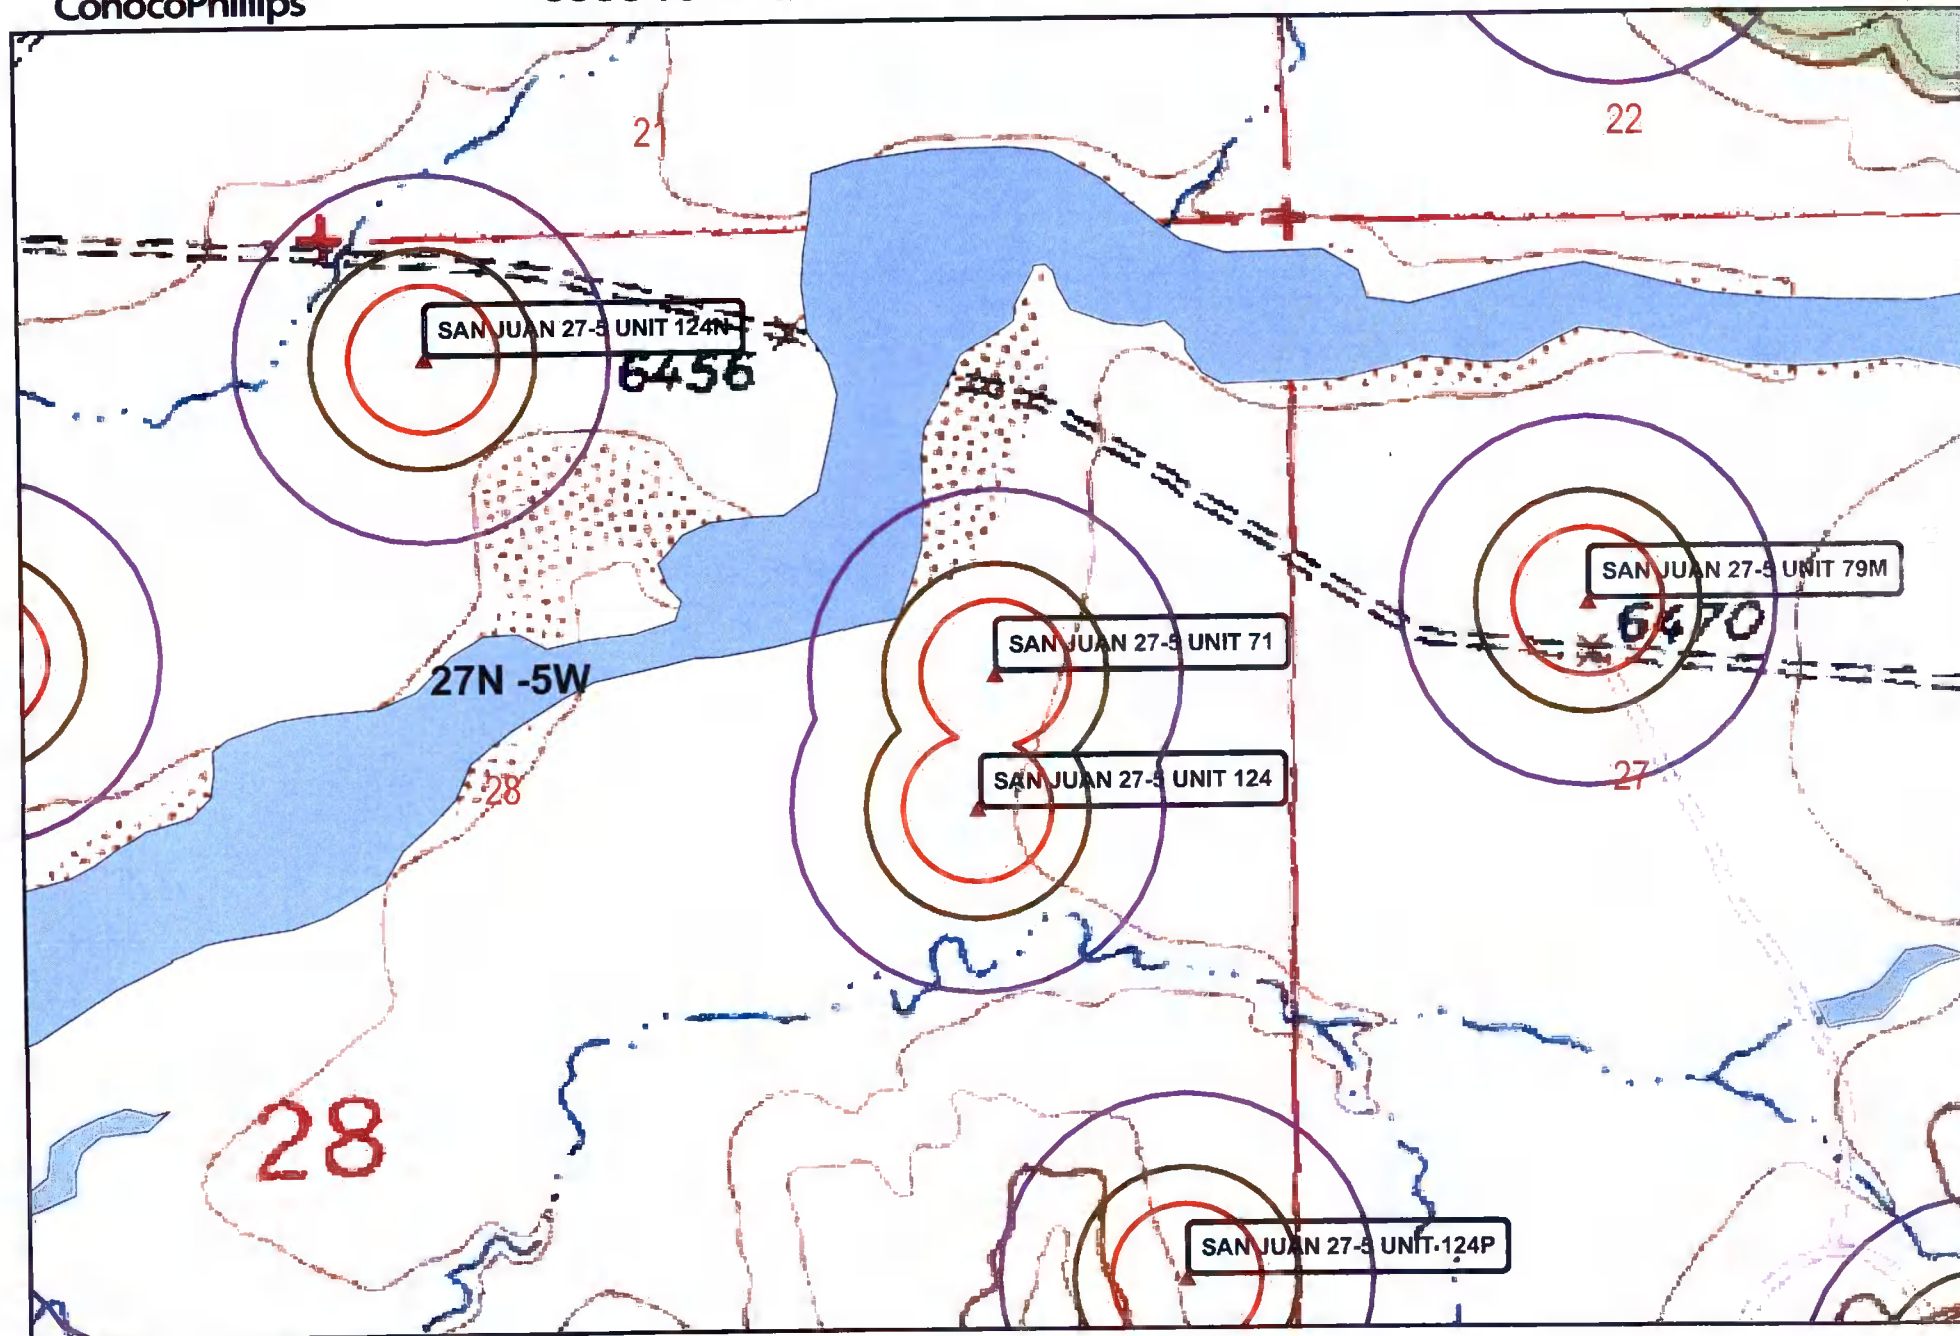 ConocoPhillips
21
22
SAN JUAN 27-5 UNIT 124N
6456
SAN JUAN 27-5 UNIT 79M
6470
SAN JUAN 27-5 UNIT 71
27N -5W
SAN JUAN 27-5 UNIT 124
27
28
28
SAN JUAN 27-5 UNIT 124P